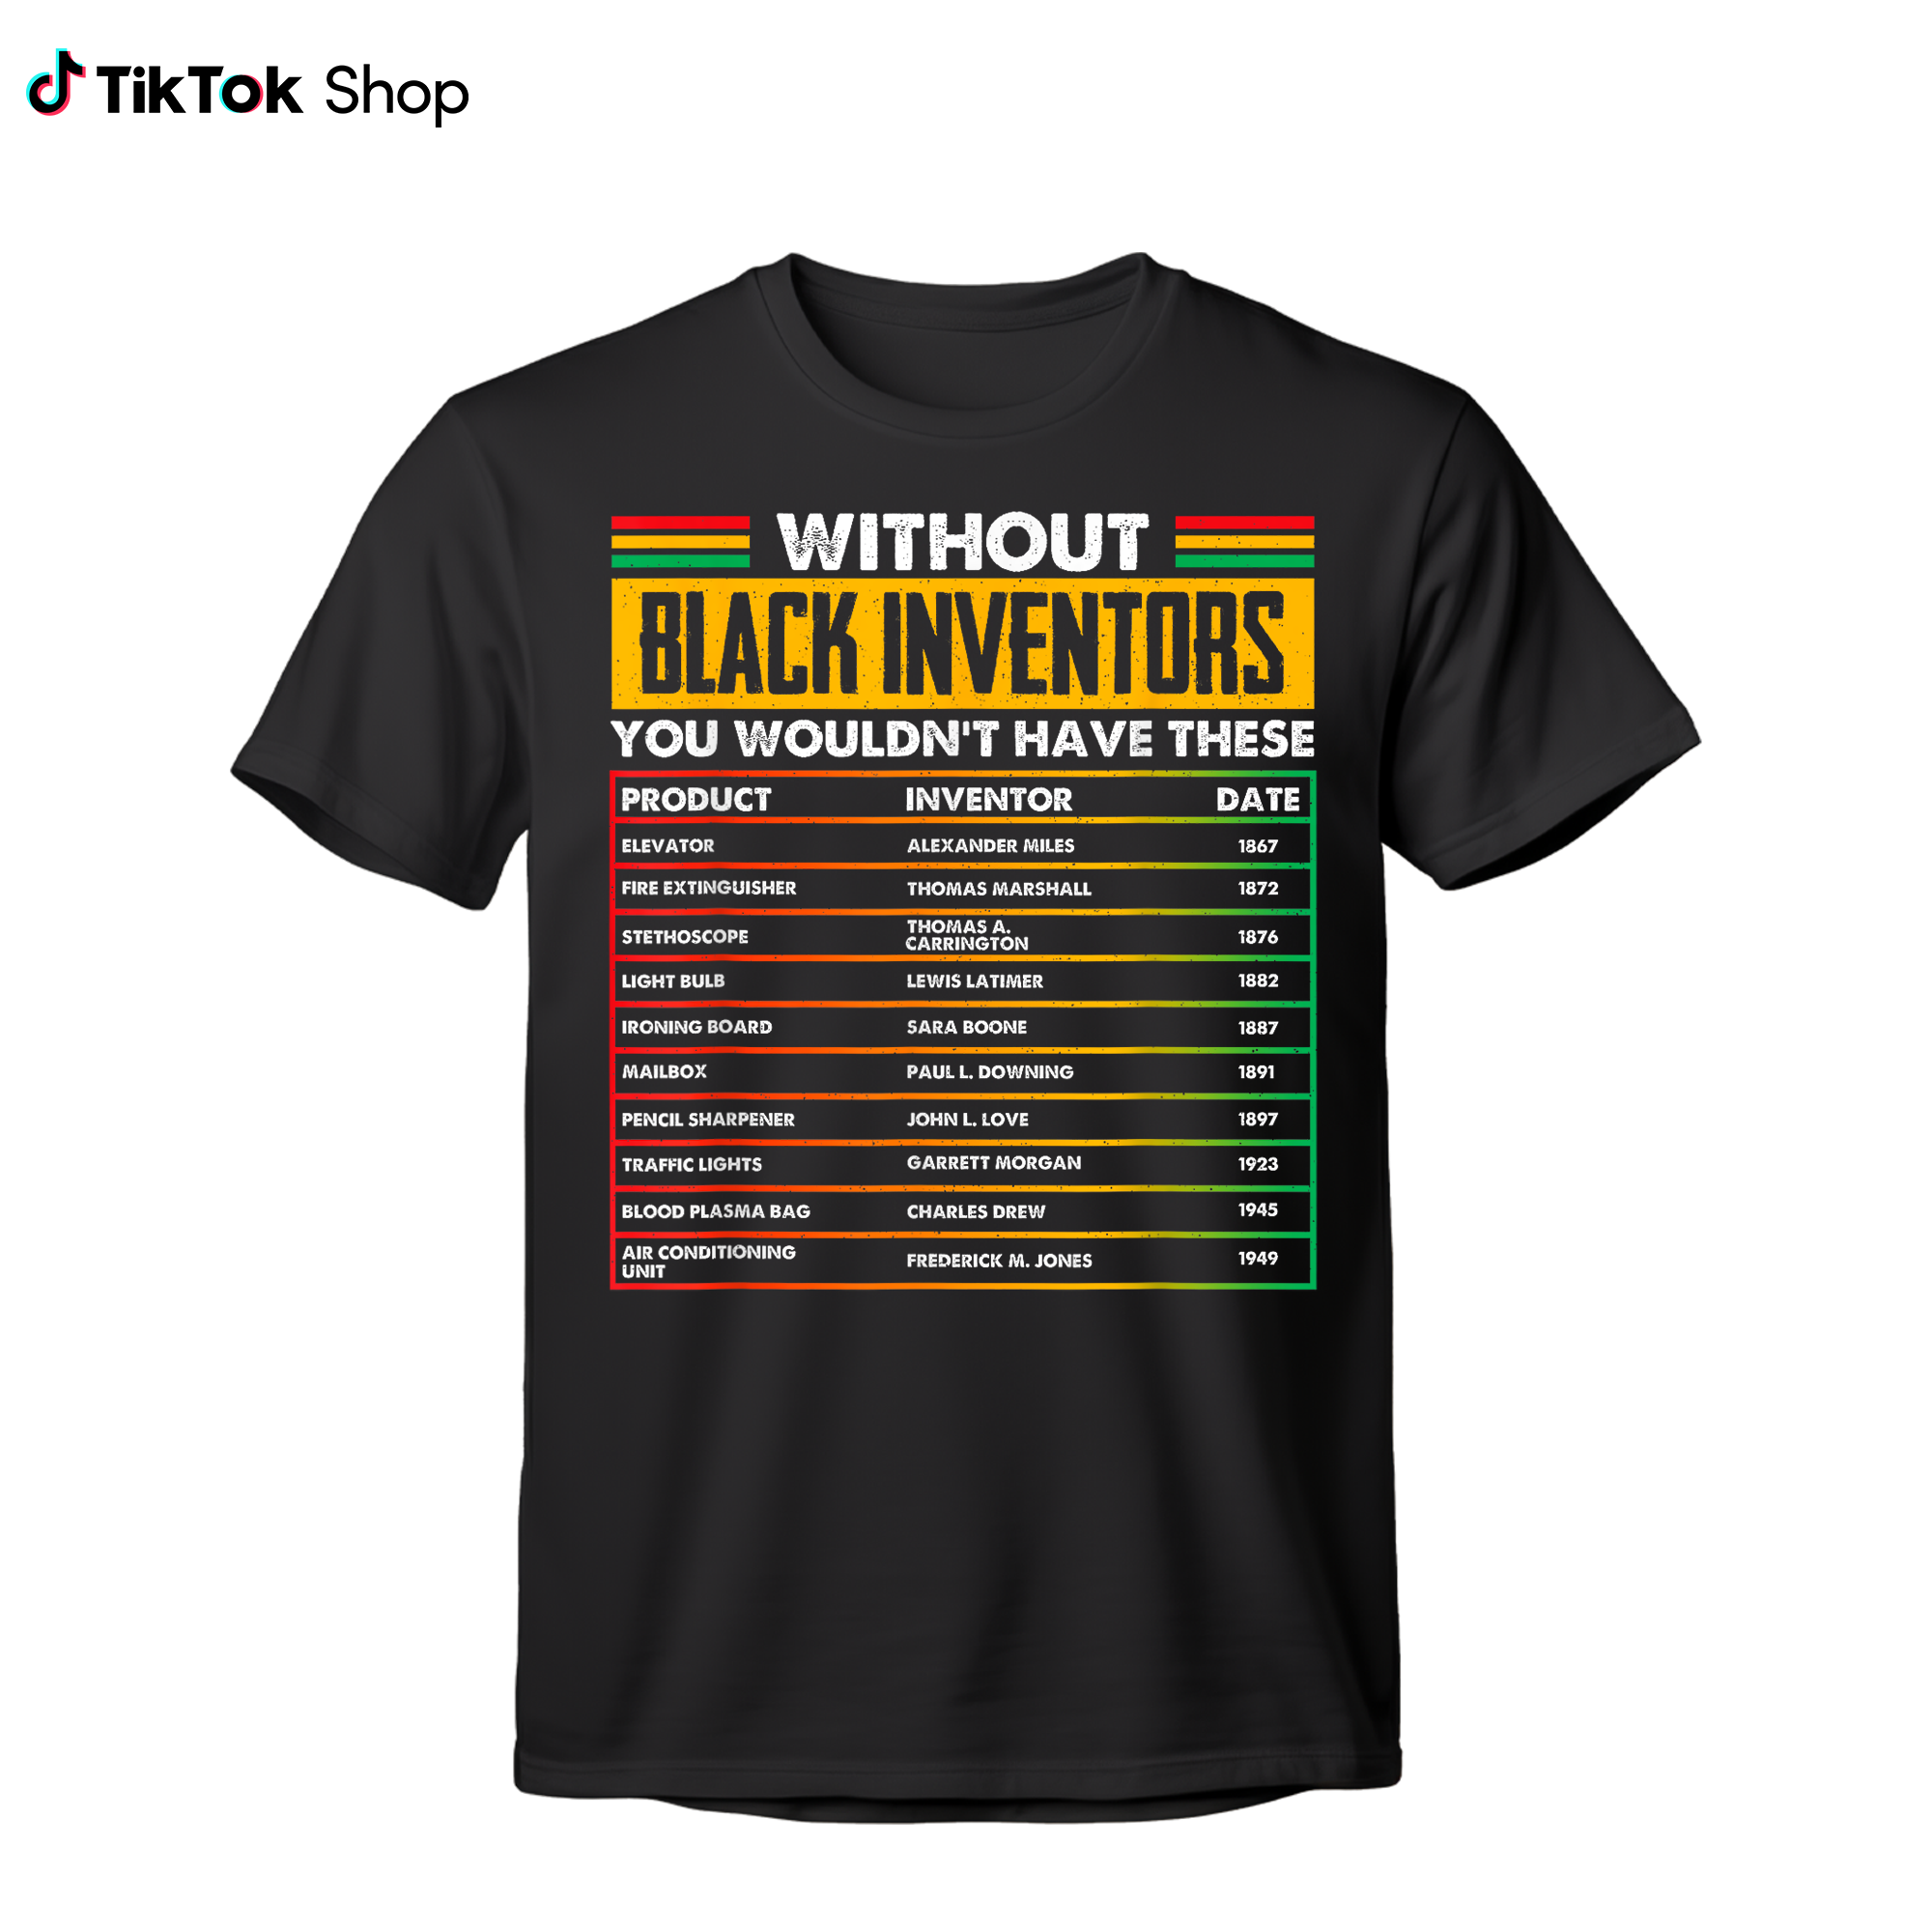 TikTok Shop
WITHOUT
BLACK INVENTORS
YOU WOULDN'T HAVE THESE
PRODUCT INVENTOR DATE
ELEVATOR ALEXANDER MILES 1867
FIRE EXTINGUISHER THOMAS MARSHALL 1872
STETHOSCOPE THOMAS A. CARRINGTON 1876
LIGHT BULB LEWIS LATIMER 1882
IRONING BOARD SARA BOONE 1887
MAILBOX PAUL L. DOWNING 1891
PENCIL SHARPENER JOHN L. LOVE 1897
TRAFFIC LIGHTS GARRETT MORGAN 1923
BLOOD PLASMA BAG CHARLES DREW 1945
AIR CONDITIONING UNIT FREDERICK M. JONES 1949